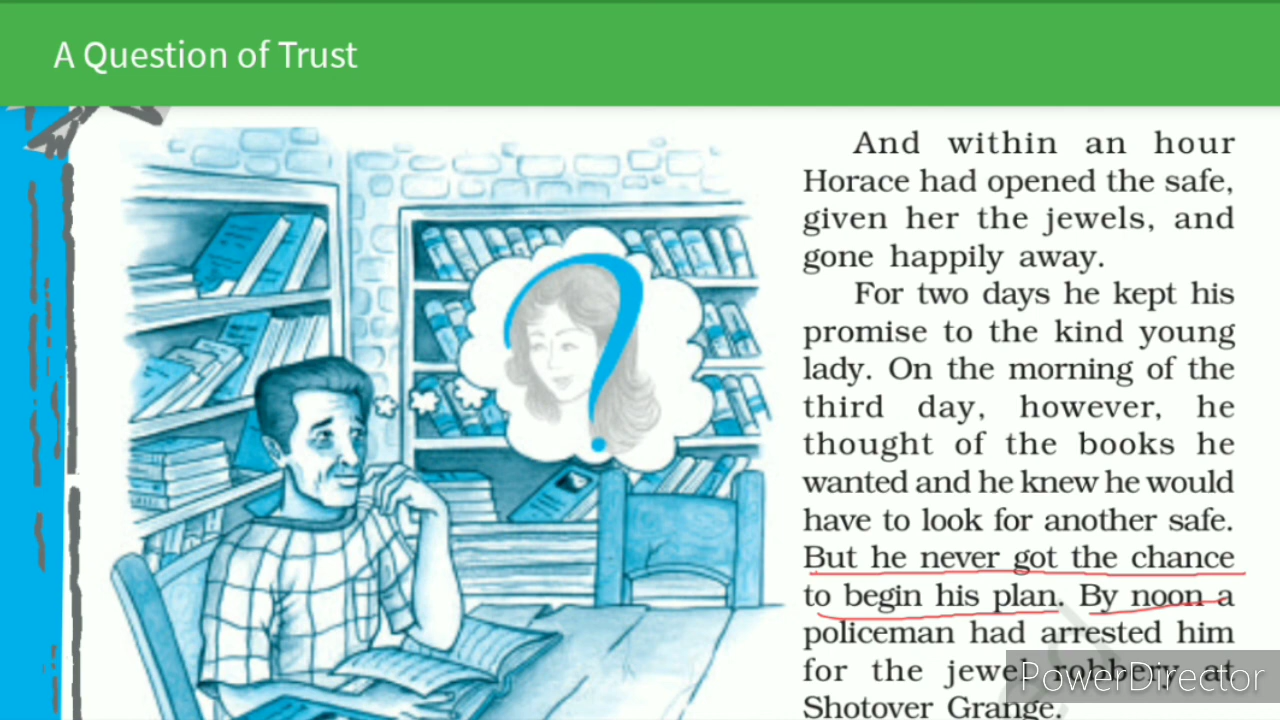 A Question of Trust
And within an hour
Horace had opened the safe,
given her the jewels, and
gone happily away.
For two days he kept his
promise to the kind young
lady. On the morning of the
third day, however, he
thought of the books he
wanted and he knew he would
have to look for another safe.
But he never got the chance
to begin his plan. By noon a
policeman had arrested him
for the jewel robbery at
Shotover Grange.
PowerDirector